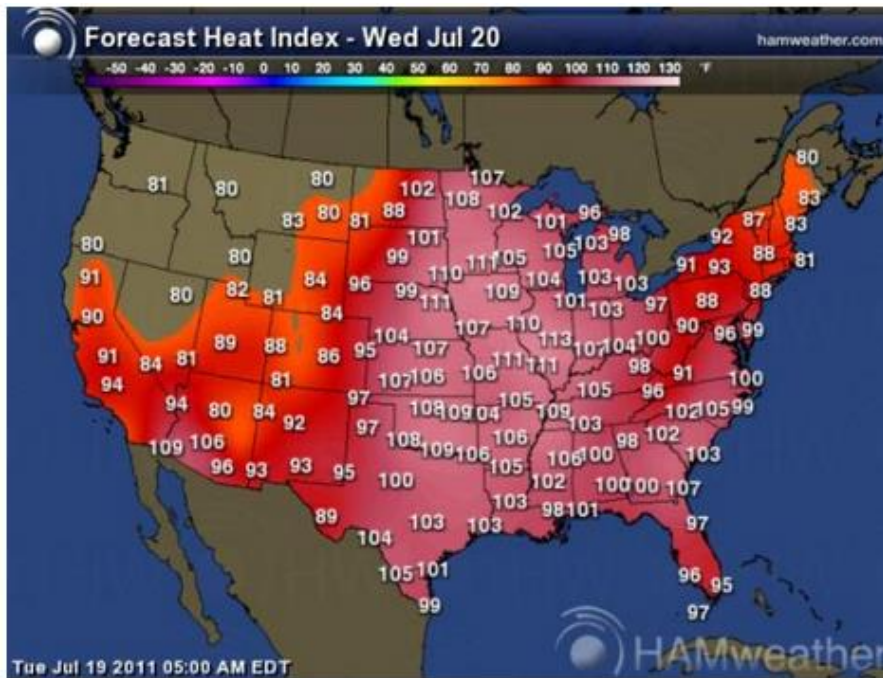 Forecast Heat Index - Wed Jul 20
hamweather.com
-50 -40 -30 -20 -10 0 10 20 30 40 50 60 70 80 90 100 110 120 130 °F
80
107
81 80 80 102 83
108
83 80 81 88 102 101 96 87 83
98
80 101 105 103 92
99 111 105 88 81
80 110 91 93
91 84 96 104 103 103
82 99 109 88
80 81 111 101 103 97 88
90 84 107 110 90 96 99
89 88 104 113 100
91 84 81 86 95 107 107 104
111 111 98
94 81 107 106 106 91 100
105 96
94 80 84 97 108 109 104 105 109 102 105 99
92 97 103
109 106 108 106 98 102
109 106 106 100 103
96 93 93 95 105
100 102 100 100 107
89 103 98 101
103 103 97
104
105 101 96 95
99 97
HAMweather
Tue Jul 19 2011 05:00 AM EDT